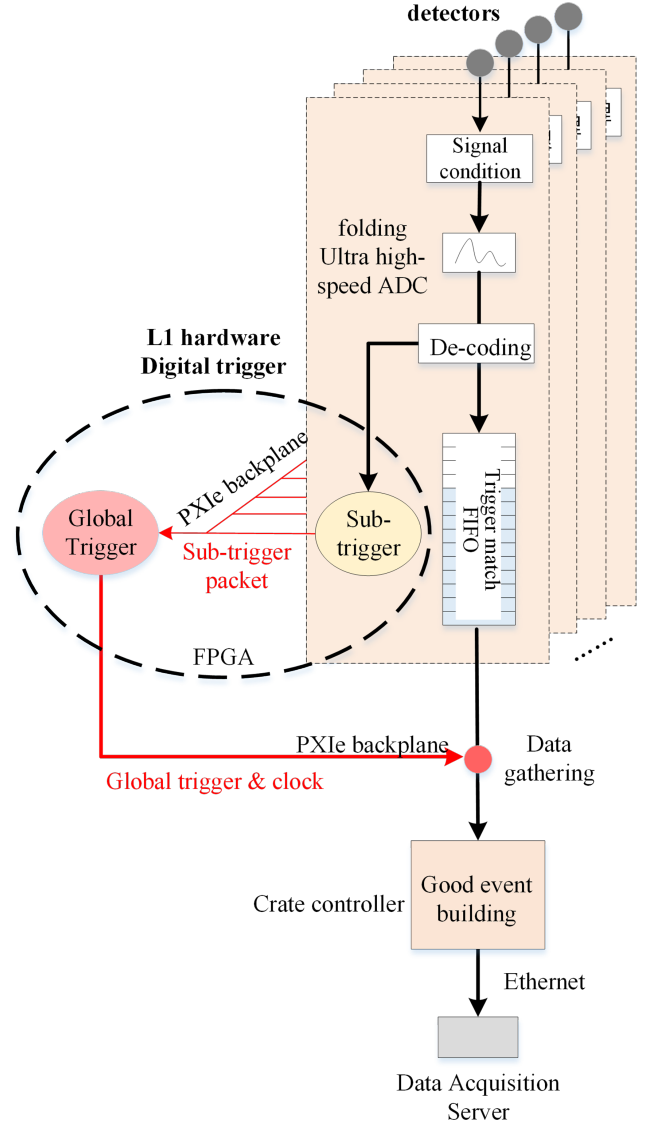 detectors
Signal
condition
folding
Ultra high-
speed ADC
De-coding
L1 hardware
Digital trigger
PXIe backplane
Trigger match
FIFO
Global
Trigger
Sub-
trigger
Sub-trigger
packet
FPGA
PXIe backplane
Data
gathering
Global trigger & clock
Crate controller
Good event
building
Ethernet
Data Acquisition
Server